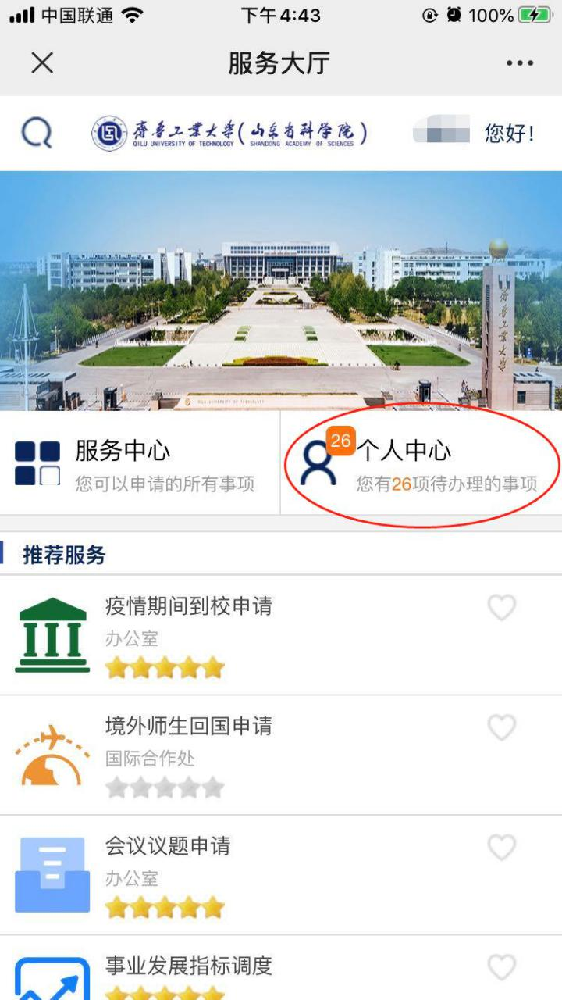 中国联通
下午4:43
100%
服务大厅
齐鲁工业大学(山东省科学院)
QILU UNIVERSITY OF TECHNOLOGY SHANDONG ACADEMY OF SCIENCES
您好!
齐鲁工业大学
QILU UNIVERSITY OF TECHNOLOGY
服务中心
您可以申请的所有事项
26
个人中心
您有26项待办理的事项
推荐服务
疫情期间到校申请
办公室
境外师生回国申请
国际合作处
会议议题申请
办公室
事业发展指标调度